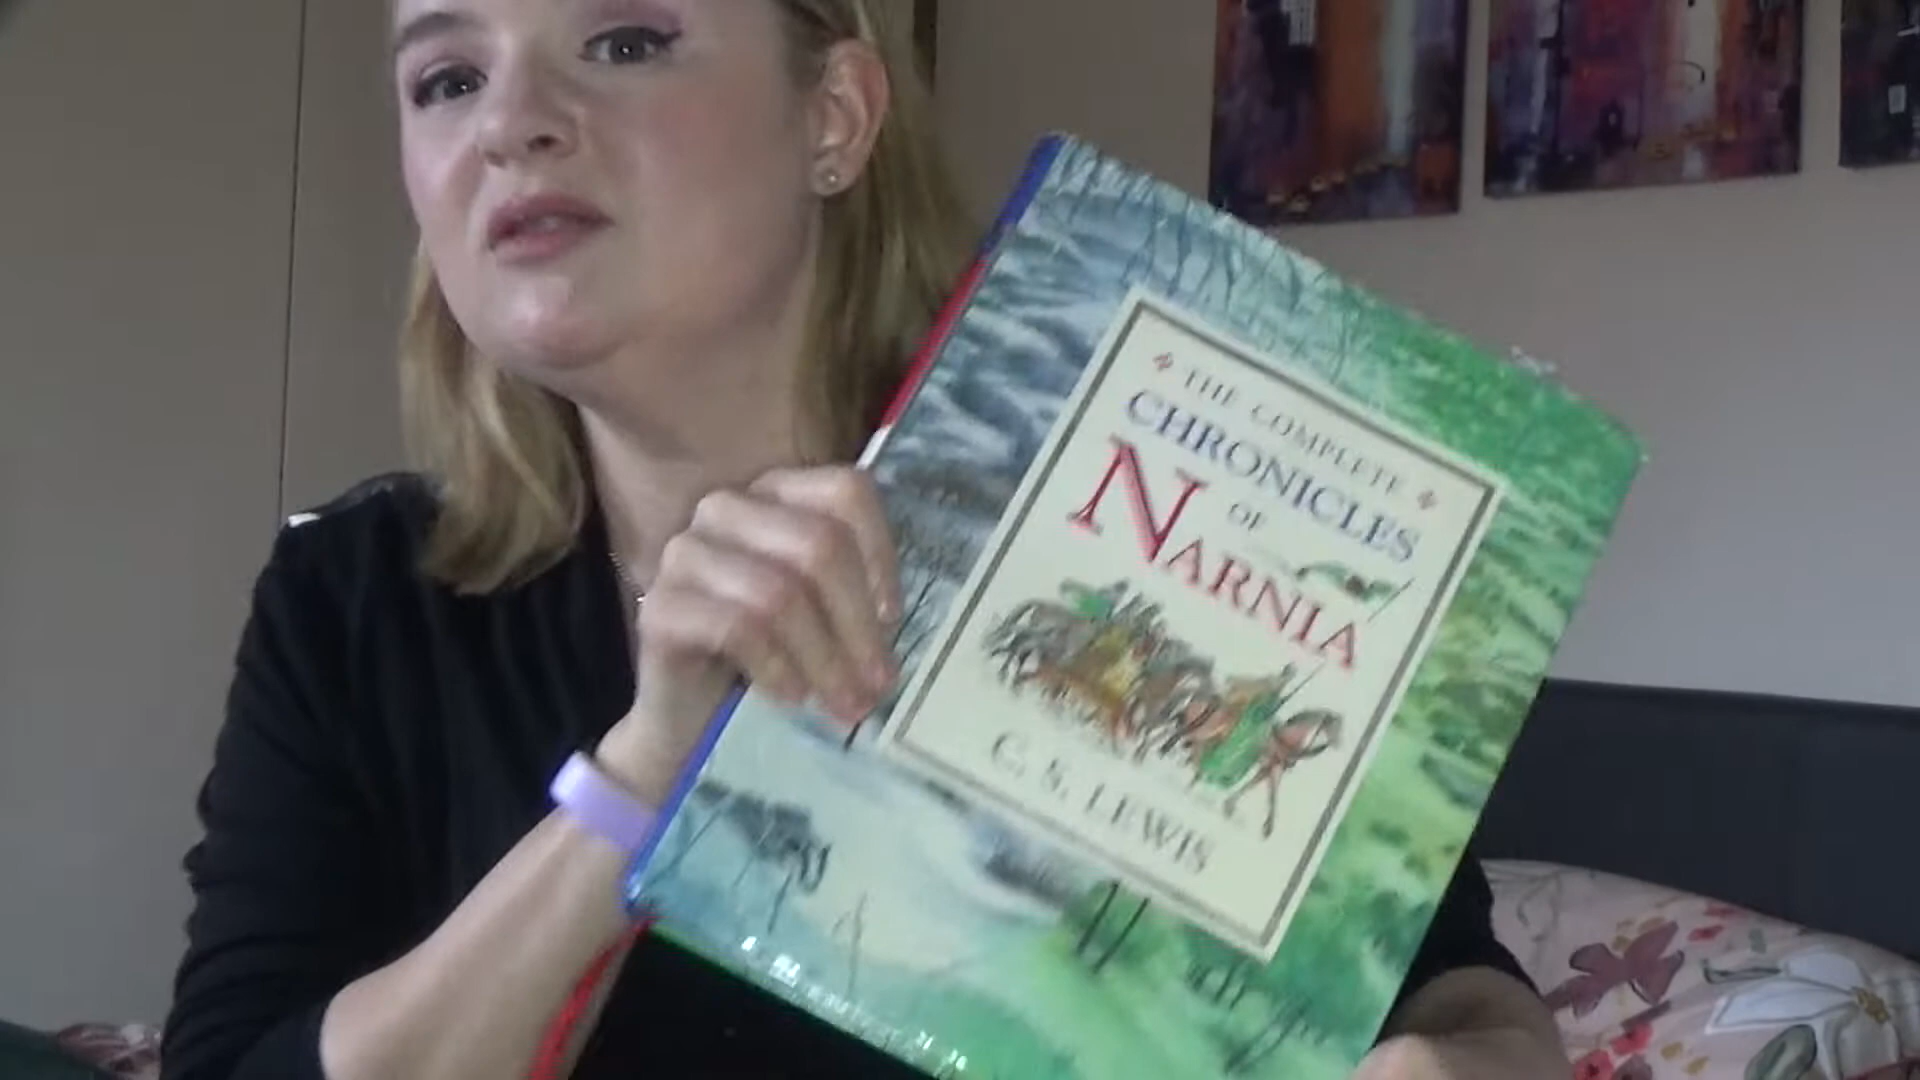 THE COMPLETE
CHRONICLES
OF
NARNIA
C. S. LEWIS